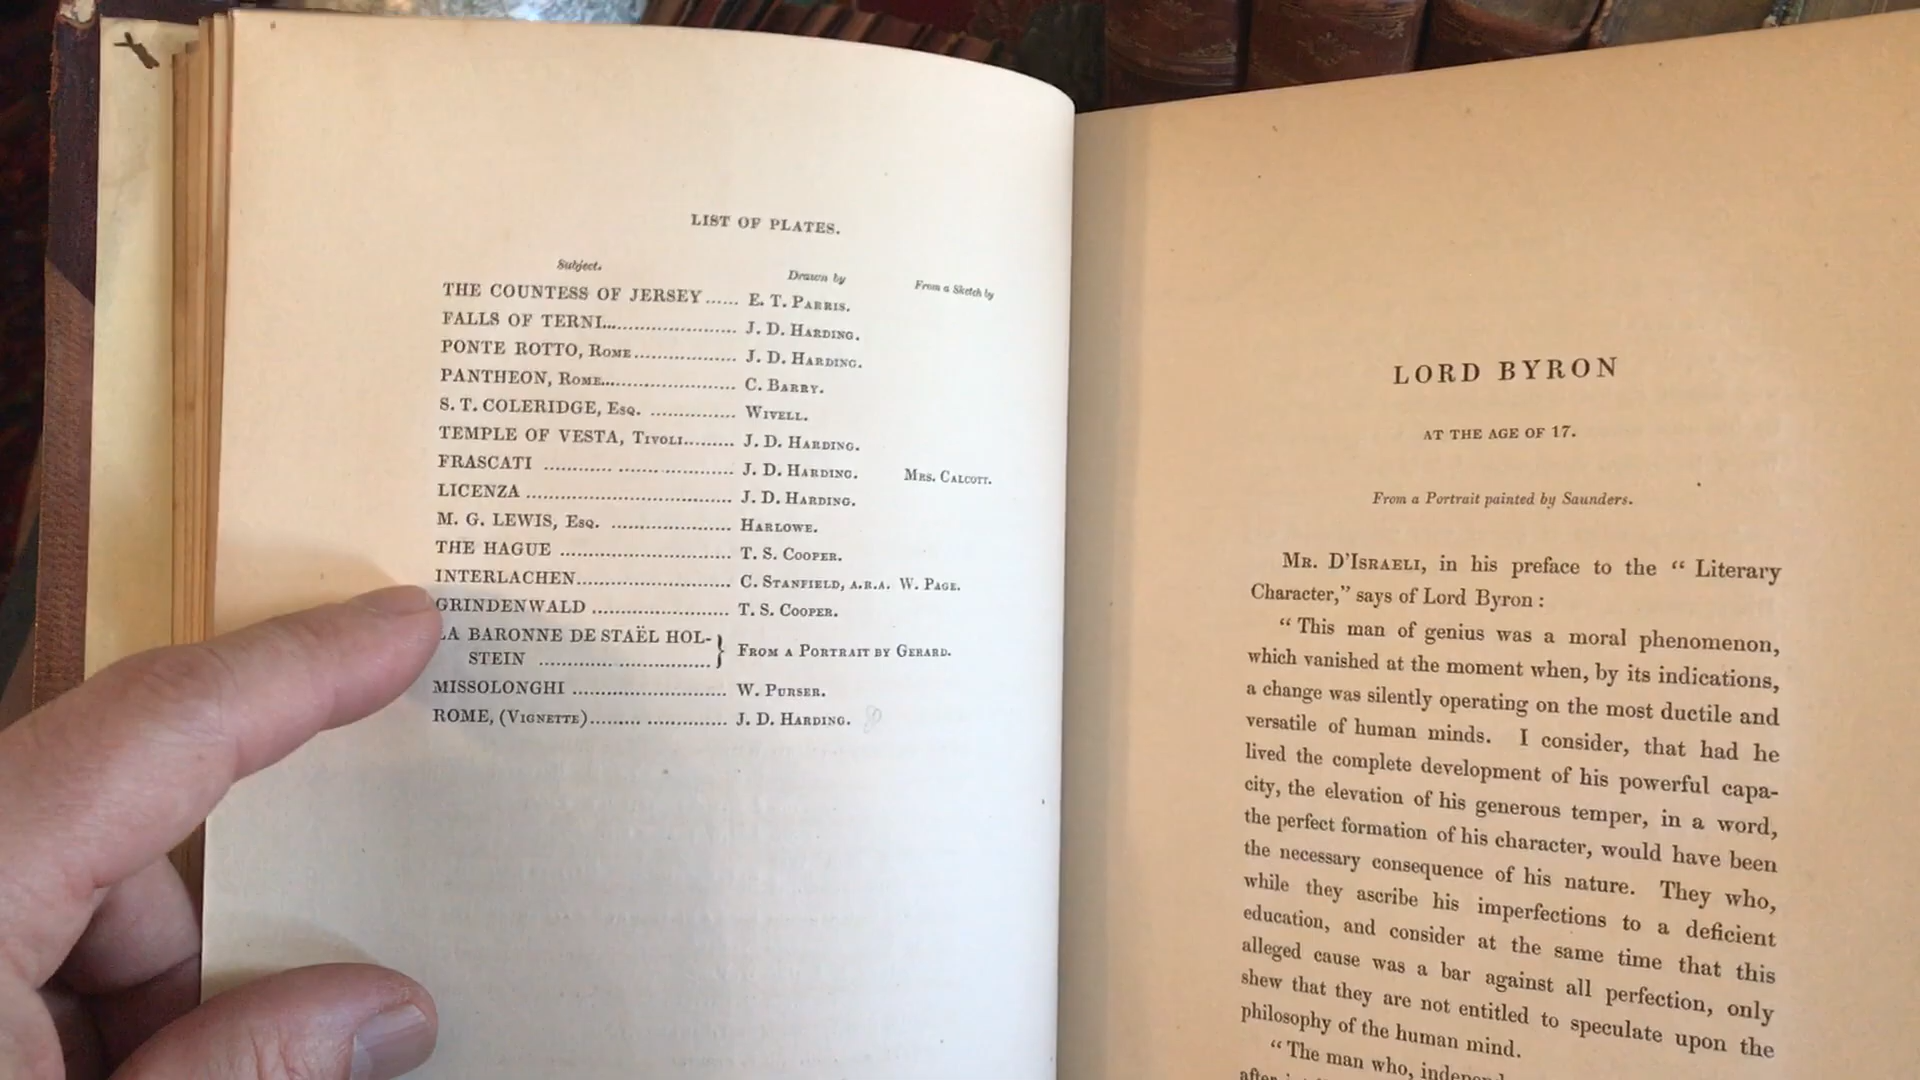 LIST OF PLATES.
Subject. Drawn by From a Sketch by
THE COUNTESS OF JERSEY...... E. T. PARRIS.
FALLS OF TERNI........................ J. D. HARDING.
PONTE ROTTO, ROME.................. J. D. HARDING.
PANTHEON, ROME........................ C. BARRY.
S. T. COLERIDGE, ESQ. ............... WIVELL.
TEMPLE OF VESTA, TIVOLI......... J. D. HARDING.
FRASCATI ............ ..................... J. D. HARDING. MRS. CALCOTT.
LICENZA .................................... J. D. HARDING.
M. G. LEWIS, ESQ. ..................... HARLOWE.
THE HAGUE .............................. T. S. COOPER.
INTERLACHEN........................... C. STANFIELD, A.R.A. W. PAGE.
GRINDENWALD ........................ T. S. COOPER.
LA BARONNE DE STAËL HOL-
STEIN ............ .................. } FROM A PORTRAIT BY GERARD.
MISSOLONGHI ........................... W. PURSER.
ROME, (VIGNETTE)......... ............... J. D. HARDING.
LORD BYRON
AT THE AGE OF 17.
From a Portrait painted by Saunders.
MR. D'ISRAELI, in his preface to the “ Literary
Character,” says of Lord Byron :
“ This man of genius was a moral phenomenon,
which vanished at the moment when, by its indications,
a change was silently operating on the most ductile and
versatile of human minds. I consider, that had he
lived the complete development of his powerful capa-
city, the elevation of his generous temper, in a word,
the perfect formation of his character, would have been
the necessary consequence of his nature. They who,
while they ascribe his imperfections to a deficient
education, and consider at the same time that this
alleged cause was a bar against all perfection, only
shew that they are not entitled to speculate upon the
philosophy of the human mind.
“ The man who,